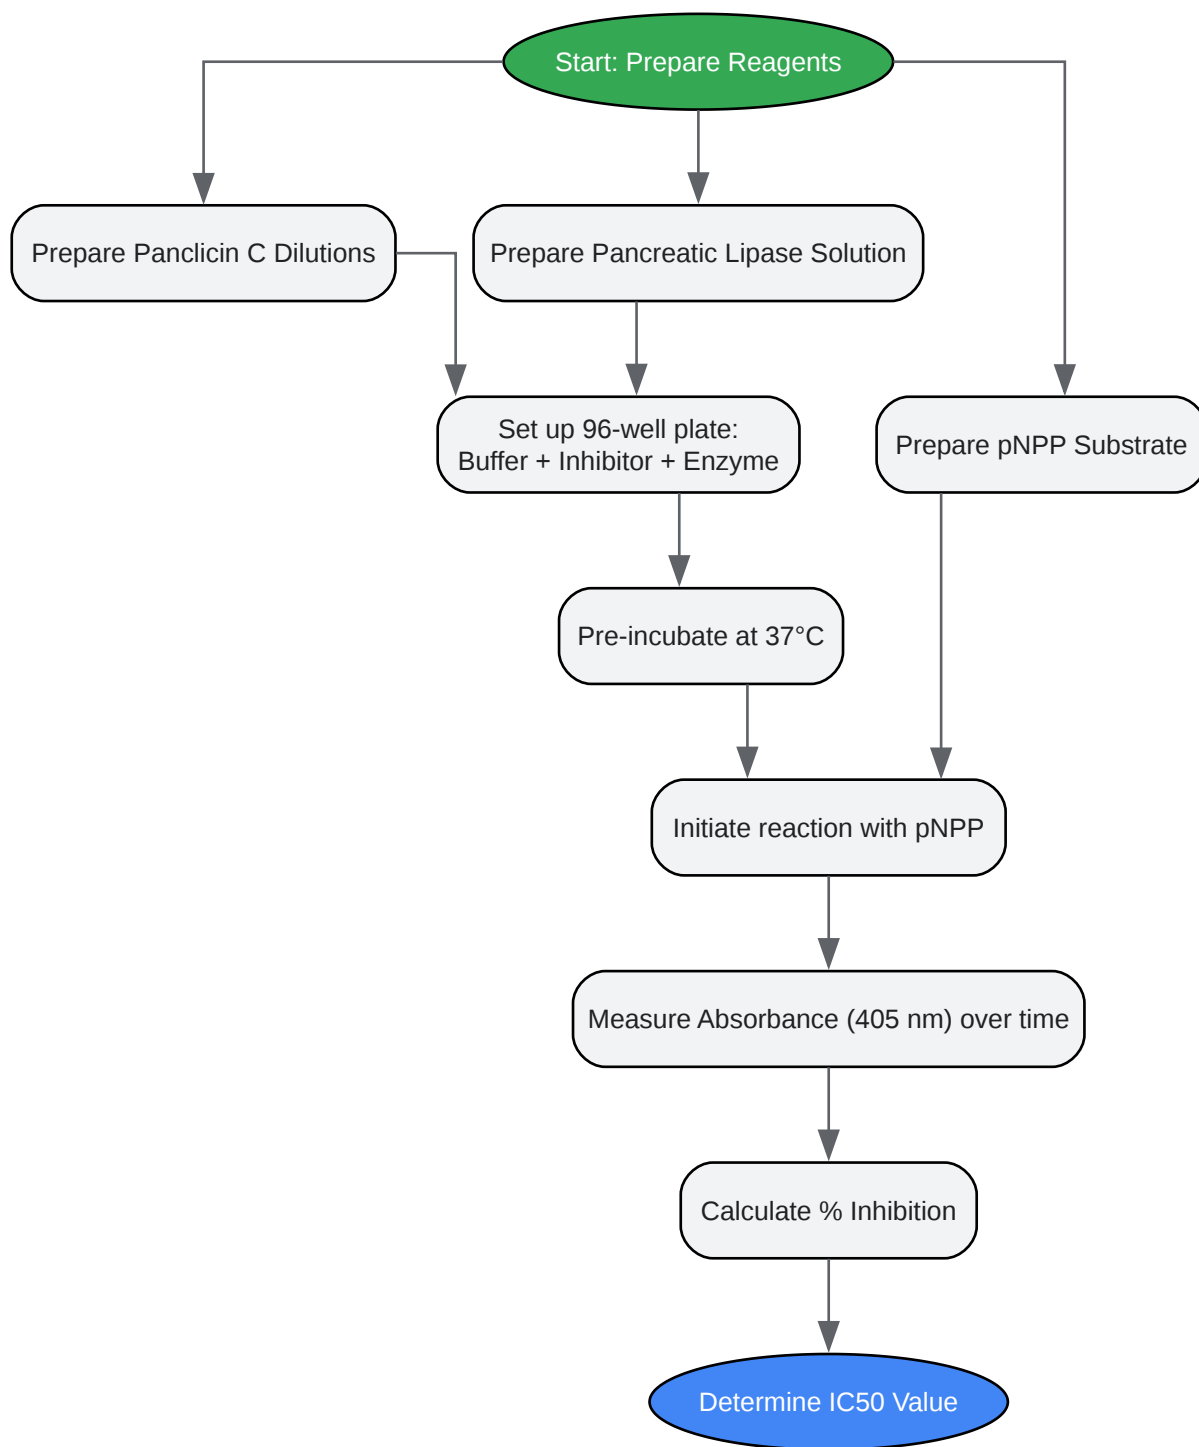 Start: Prepare Reagents
Prepare Panclicin C Dilutions
Prepare Pancreatic Lipase Solution
Set up 96-well plate:
Buffer + Inhibitor + Enzyme
Prepare pNPP Substrate
Pre-incubate at 37°C
Initiate reaction with pNPP
Measure Absorbance (405 nm) over time
Calculate % Inhibition
Determine IC50 Value